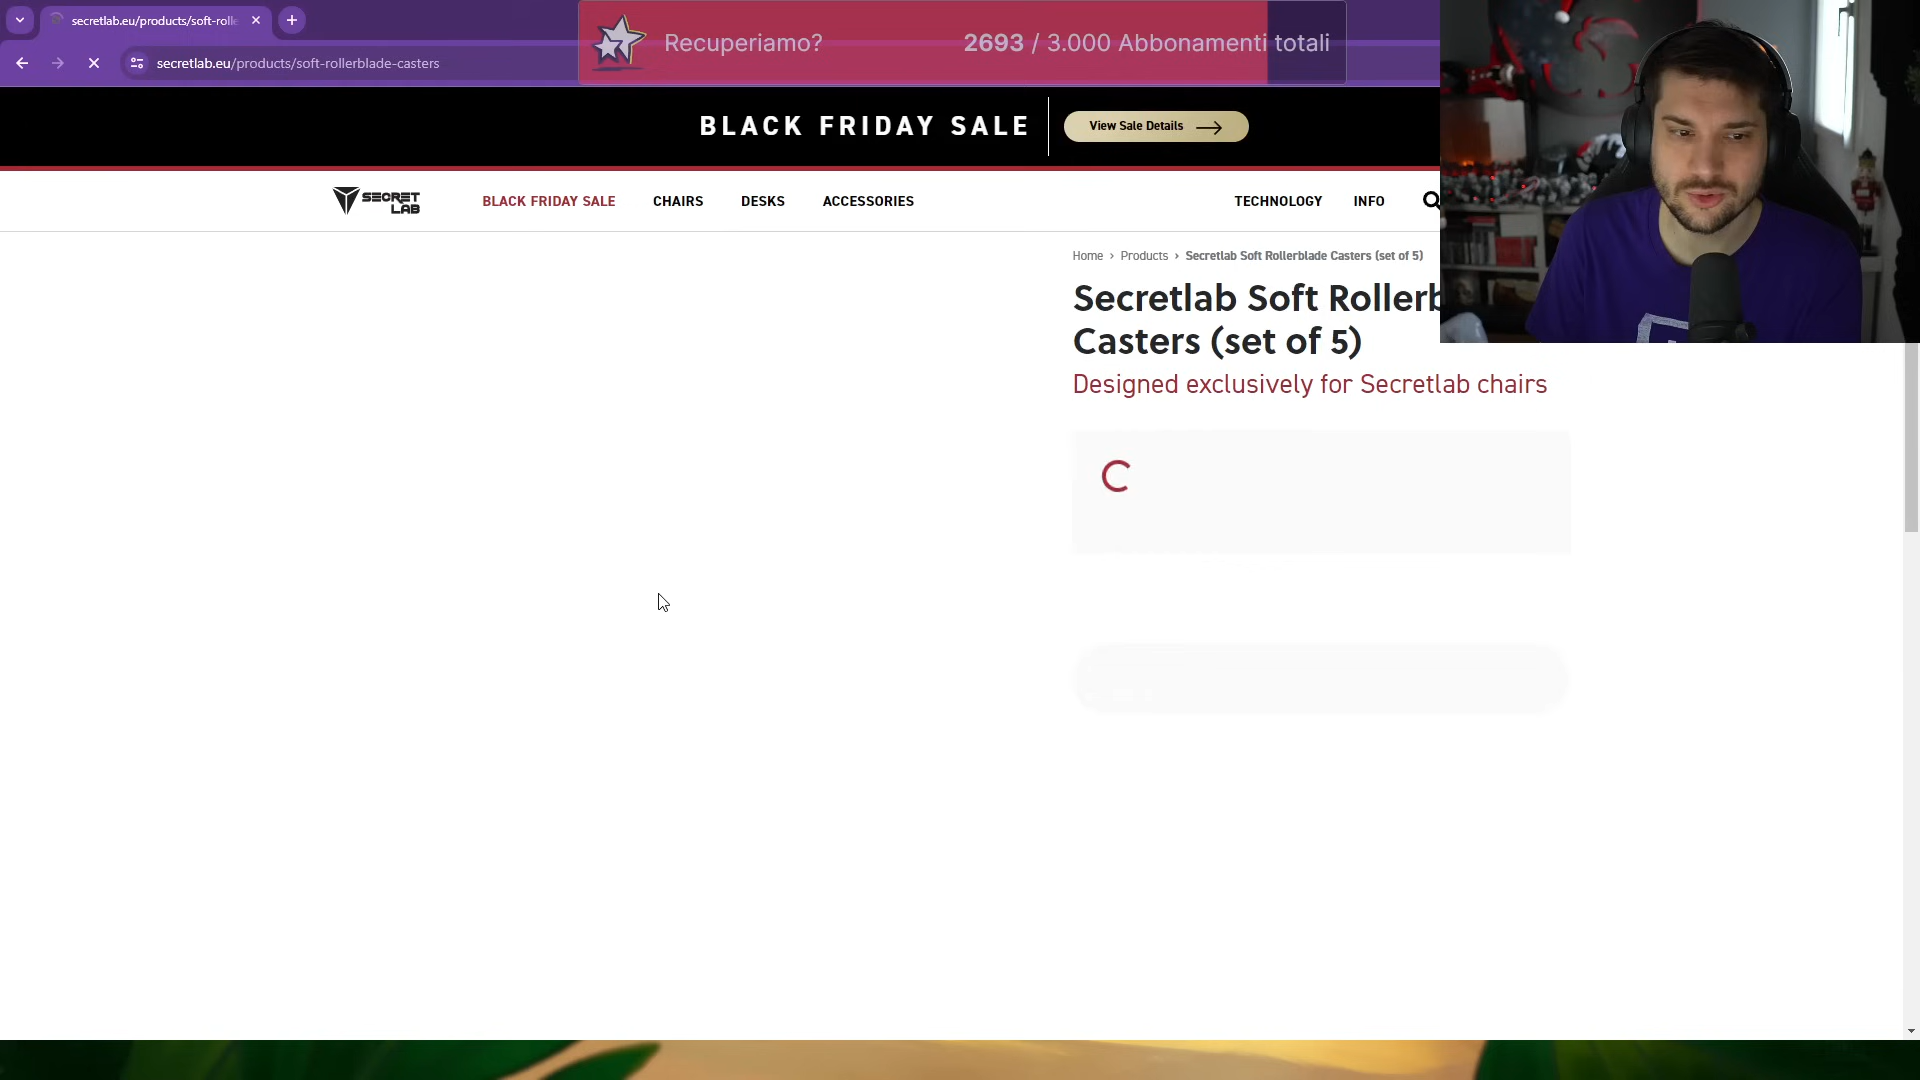 secretlab.eu/products/soft-rolle
Recuperiamo?
2693 / 3.000 Abbonamenti totali
secretlab.eu/products/soft-rollerblade-casters
BLACK FRIDAY SALE
View Sale Details
SECRET
LAB
BLACK FRIDAY SALE
CHAIRS
DESKS
ACCESSORIES
TECHNOLOGY
INFO
Home › Products › Secretlab Soft Rollerblade Casters (set of 5)
Secretlab Soft Rollerb
Casters (set of 5)
Designed exclusively for Secretlab chairs